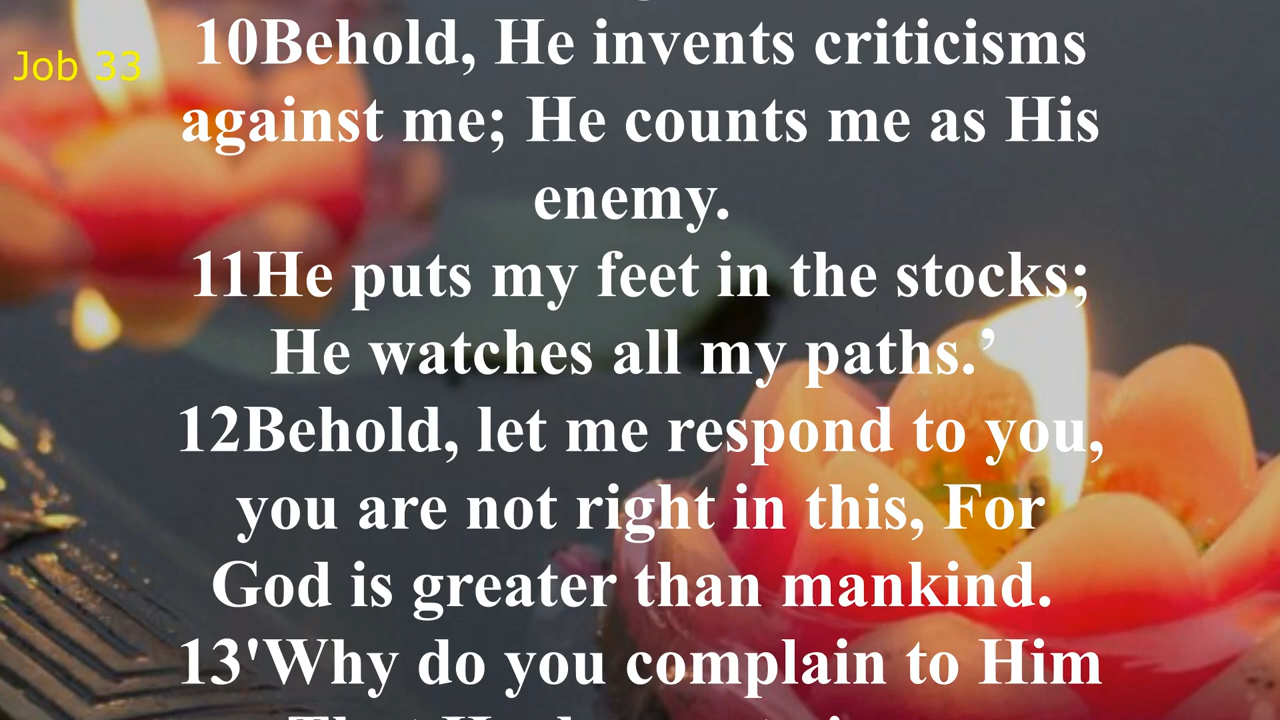 Job 33
10Behold, He invents criticisms
against me; He counts me as His
enemy.
11He puts my feet in the stocks;
He watches all my paths.’
12Behold, let me respond to you,
you are not right in this, For
God is greater than mankind.
13'Why do you complain to Him